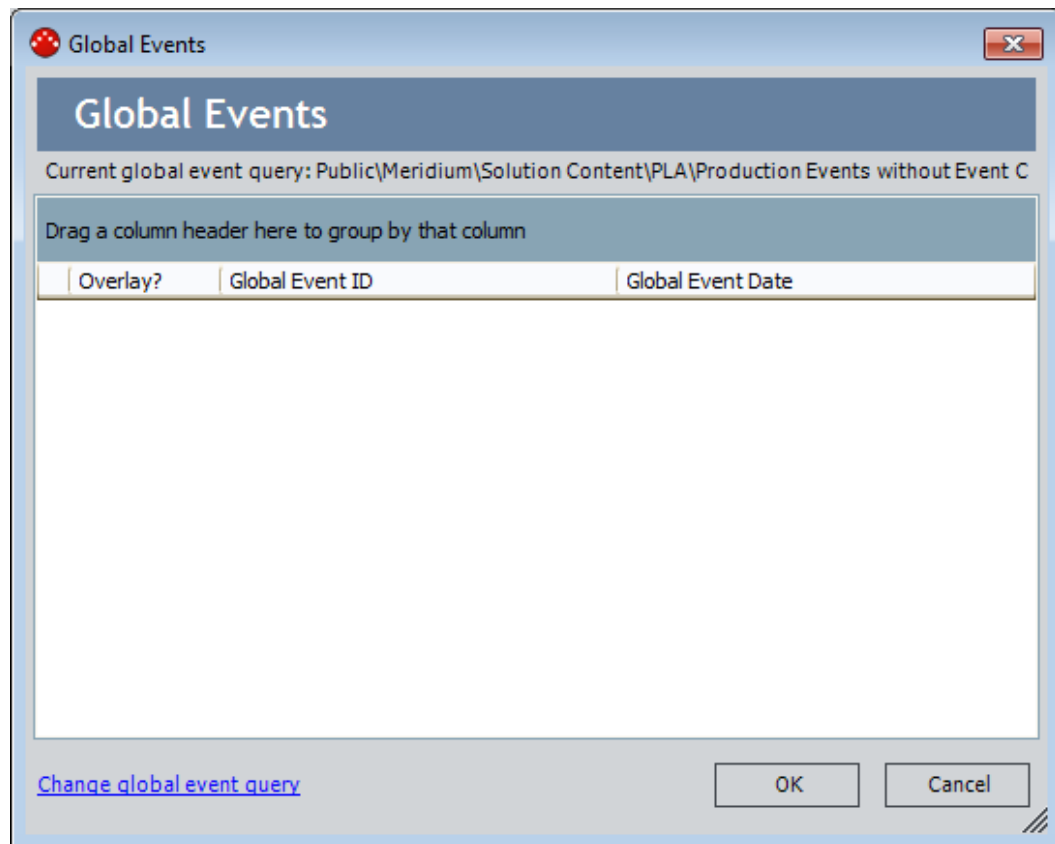 Global Events
Global Events
Current global event query: Public\Meridium\Solution Content\PLA\Production Events without Event C
Drag a column header here to group by that column
Overlay? Global Event ID Global Event Date
Change global event query OK Cancel